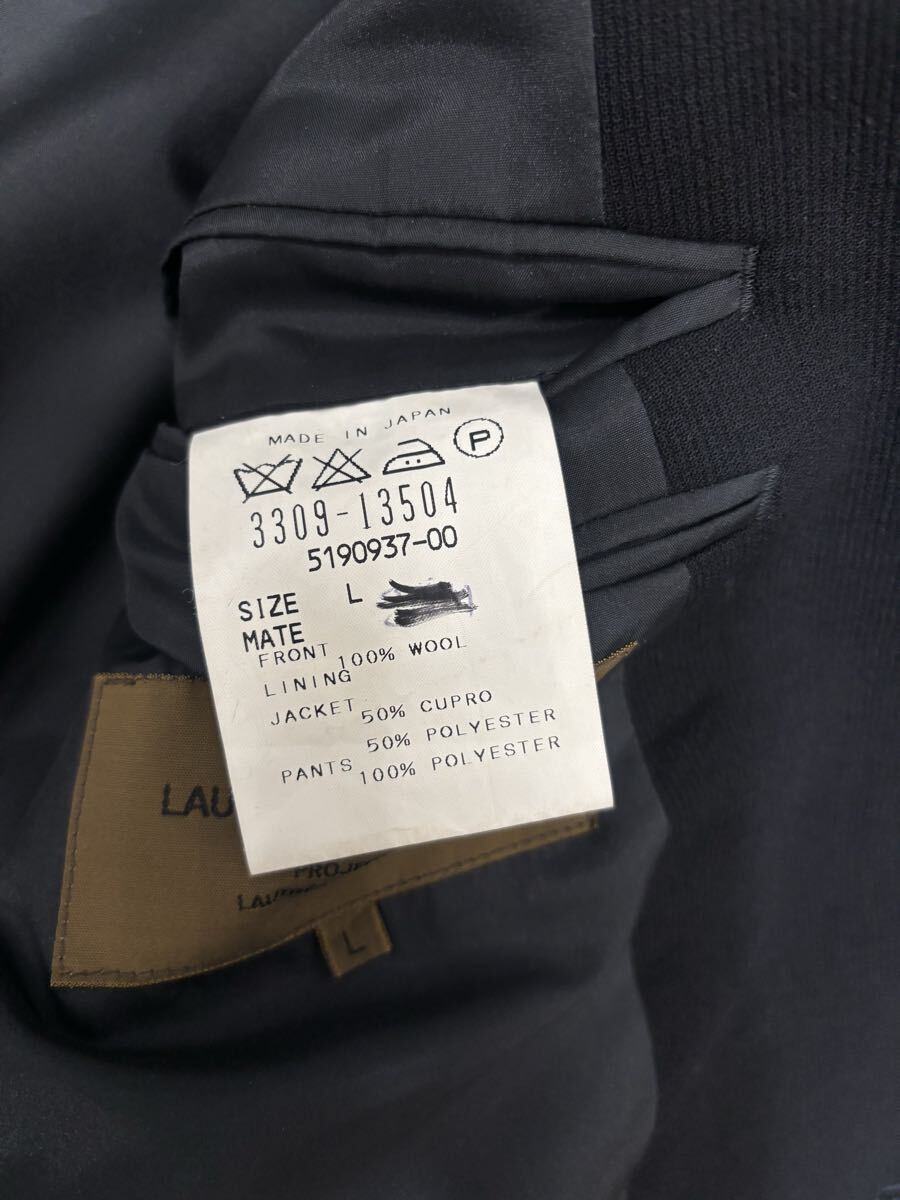 MADE IN JAPAN
P
3309-13504
5190937-00
SIZE L
MATE
FRONT 100% WOOL
LINING
JACKET 50% CUPRO
50% POLYESTER
PANTS 100% POLYESTER
L